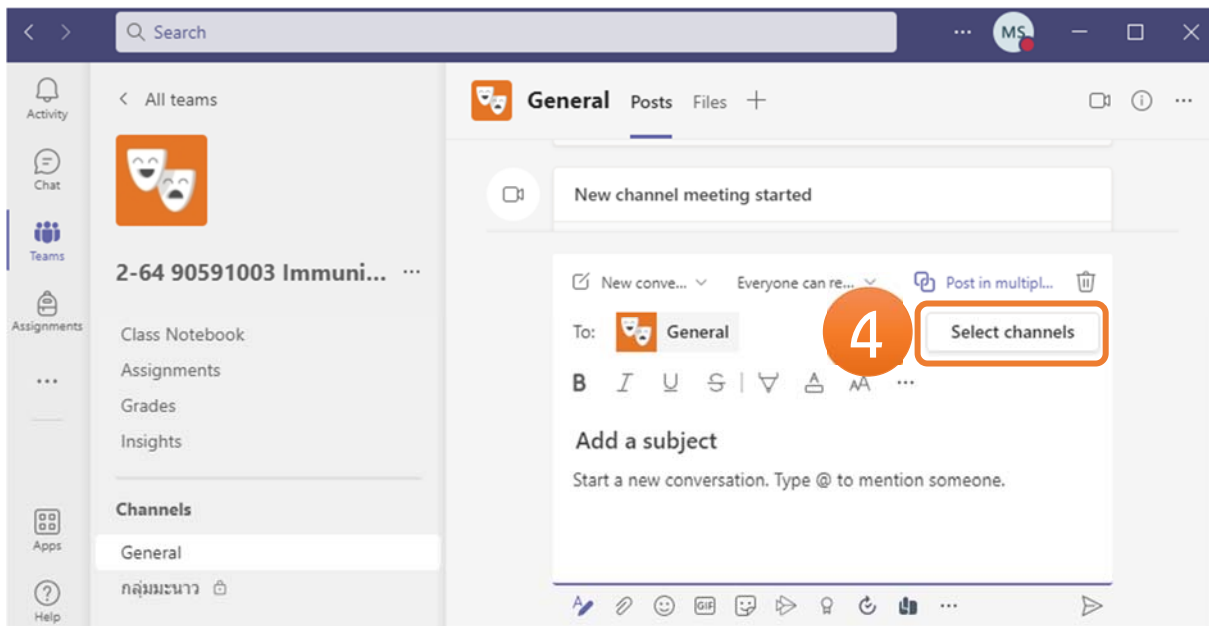 Search
MS
Activity
Chat
Teams
Assignments
Apps
Help
All teams
2-64 90591003 Immuni...
Class Notebook
Assignments
Grades
Insights
Channels
General
กลุ่มมะนาว
General Posts Files
New channel meeting started
New conve... Everyone can re... Post in multipl...
To: General
4
Select channels
B I U S A AA
Add a subject
Start a new conversation. Type @ to mention someone.
GIF